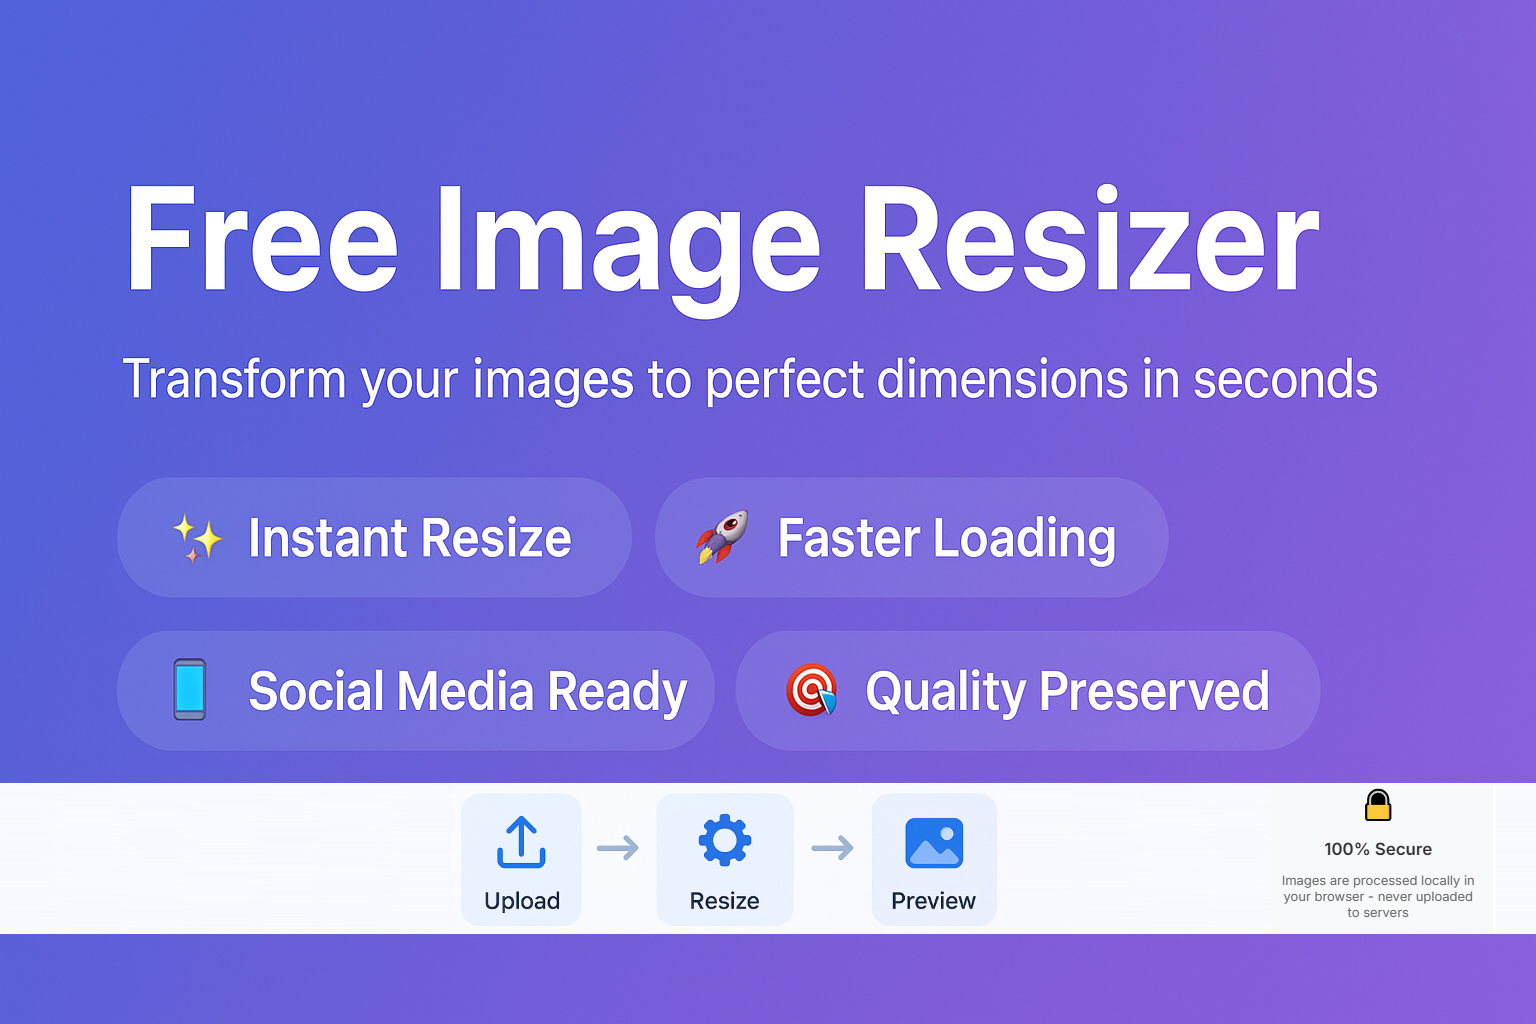 Free Image Resizer
Transform your images to perfect dimensions in seconds
Instant Resize
Faster Loading
Social Media Ready
Quality Preserved
Upload
Resize
Preview
100% Secure
Images are processed locally in
your browser - never uploaded
to servers